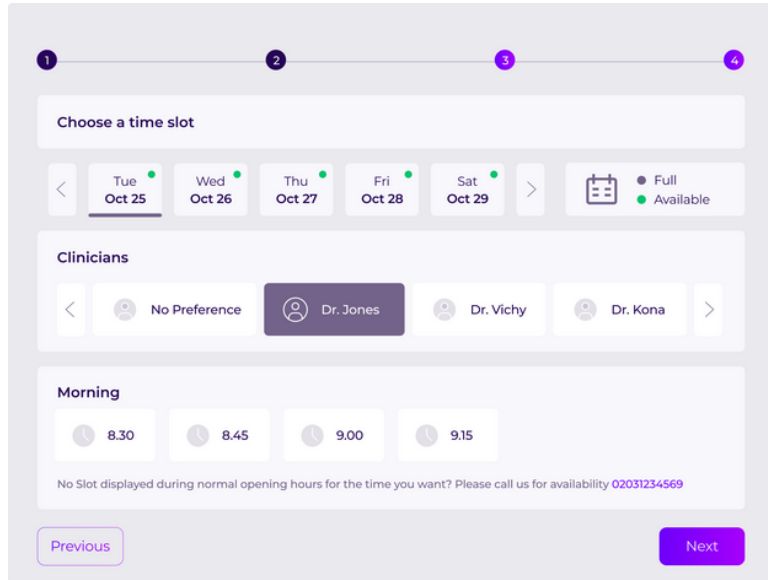 1 2 3 4
Choose a time slot
Tue Wed Thu Fri Sat
Oct 25 Oct 26 Oct 27 Oct 28 Oct 29
Full
Available
Clinicians
No Preference Dr. Jones Dr. Vichy Dr. Kona
Morning
8.30 8.45 9.00 9.15
No Slot displayed during normal opening hours for the time you want? Please call us for availability 02031234569
Previous Next